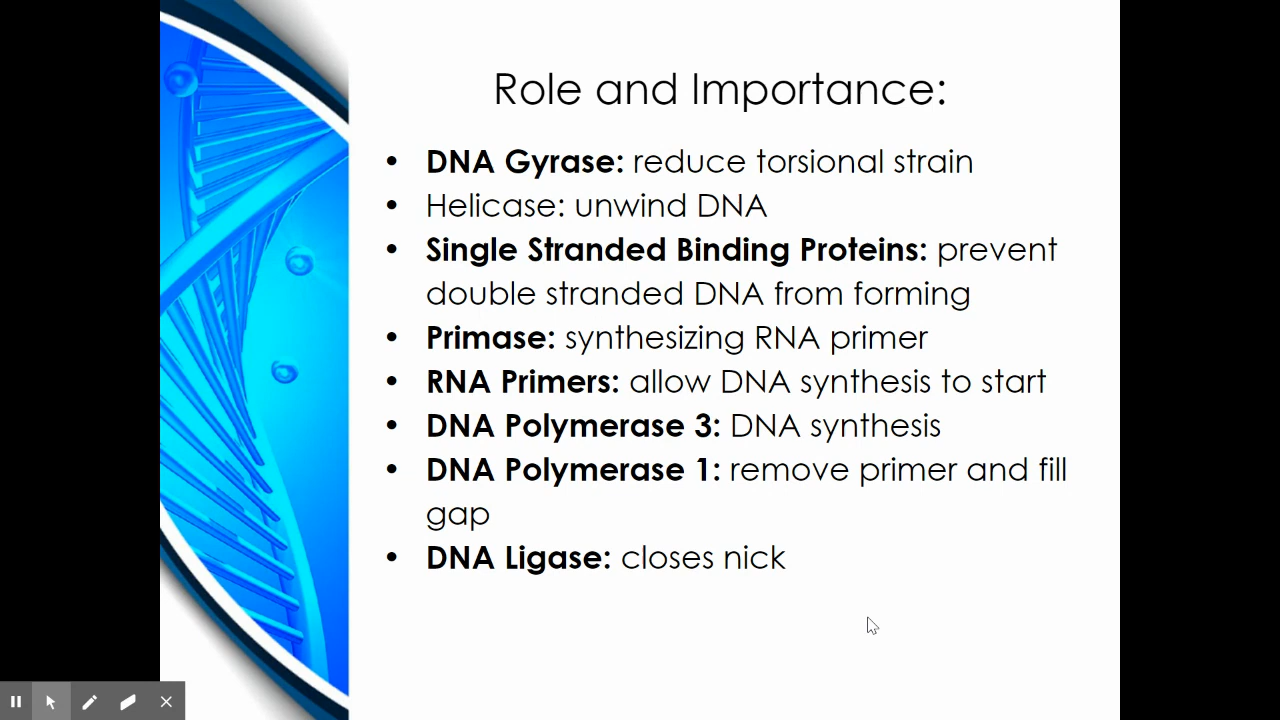 Role and Importance:
• DNA Gyrase: reduce torsional strain
• Helicase: unwind DNA
• Single Stranded Binding Proteins: prevent
double stranded DNA from forming
• Primase: synthesizing RNA primer
• RNA Primers: allow DNA synthesis to start
• DNA Polymerase 3: DNA synthesis
• DNA Polymerase 1: remove primer and fill
gap
• DNA Ligase: closes nick